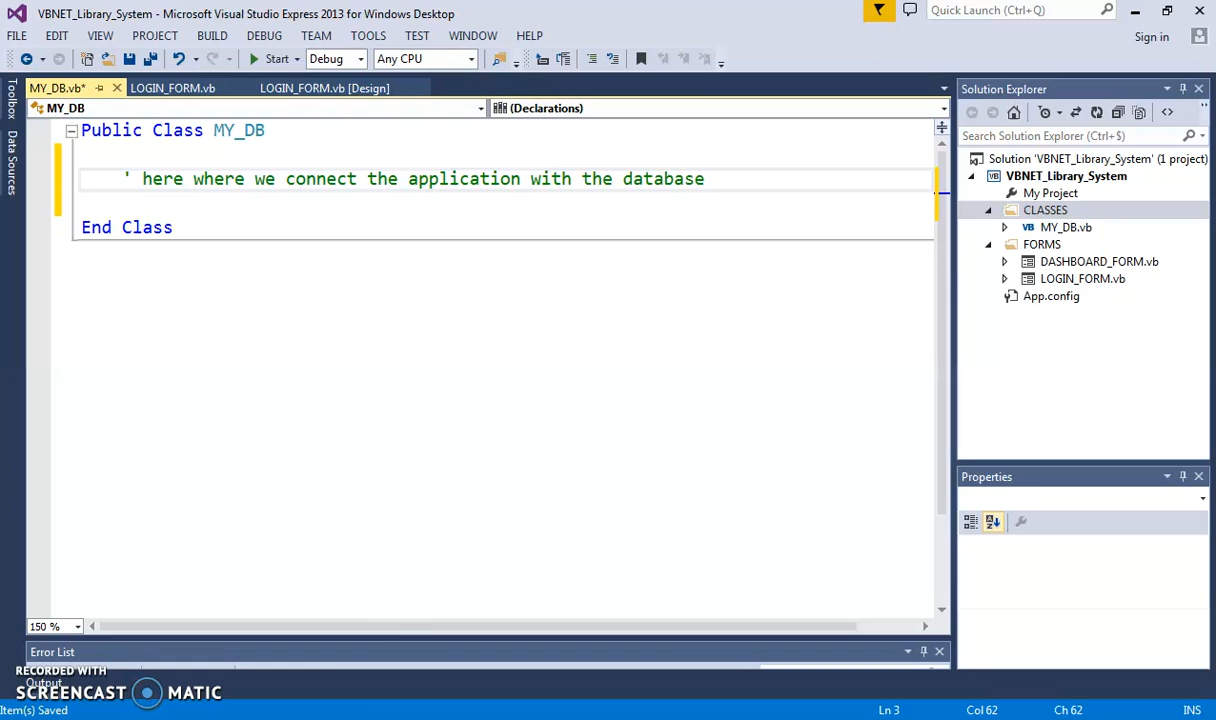 VBNET_Library_System - Microsoft Visual Studio Express 2013 for Windows Desktop
Quick Launch (Ctrl+Q)
FILE EDIT VIEW PROJECT BUILD DEBUG TEAM TOOLS TEST WINDOW HELP
Sign in
Start Debug Any CPU
Toolbox
Data Sources
MY_DB.vb* LOGIN_FORM.vb LOGIN_FORM.vb [Design]
MY_DB (Declarations)
Public Class MY_DB
' here where we connect the application with the database
End Class
150 %
Error List
Output
RECORDED WITH
SCREENCAST MATIC
Item(s) Saved
Ln 3 Col 62 Ch 62 INS
Solution Explorer
Search Solution Explorer (Ctrl+$)
Solution 'VBNET_Library_System' (1 project)
VBNET_Library_System
My Project
CLASSES
MY_DB.vb
FORMS
DASHBOARD_FORM.vb
LOGIN_FORM.vb
App.config
Properties